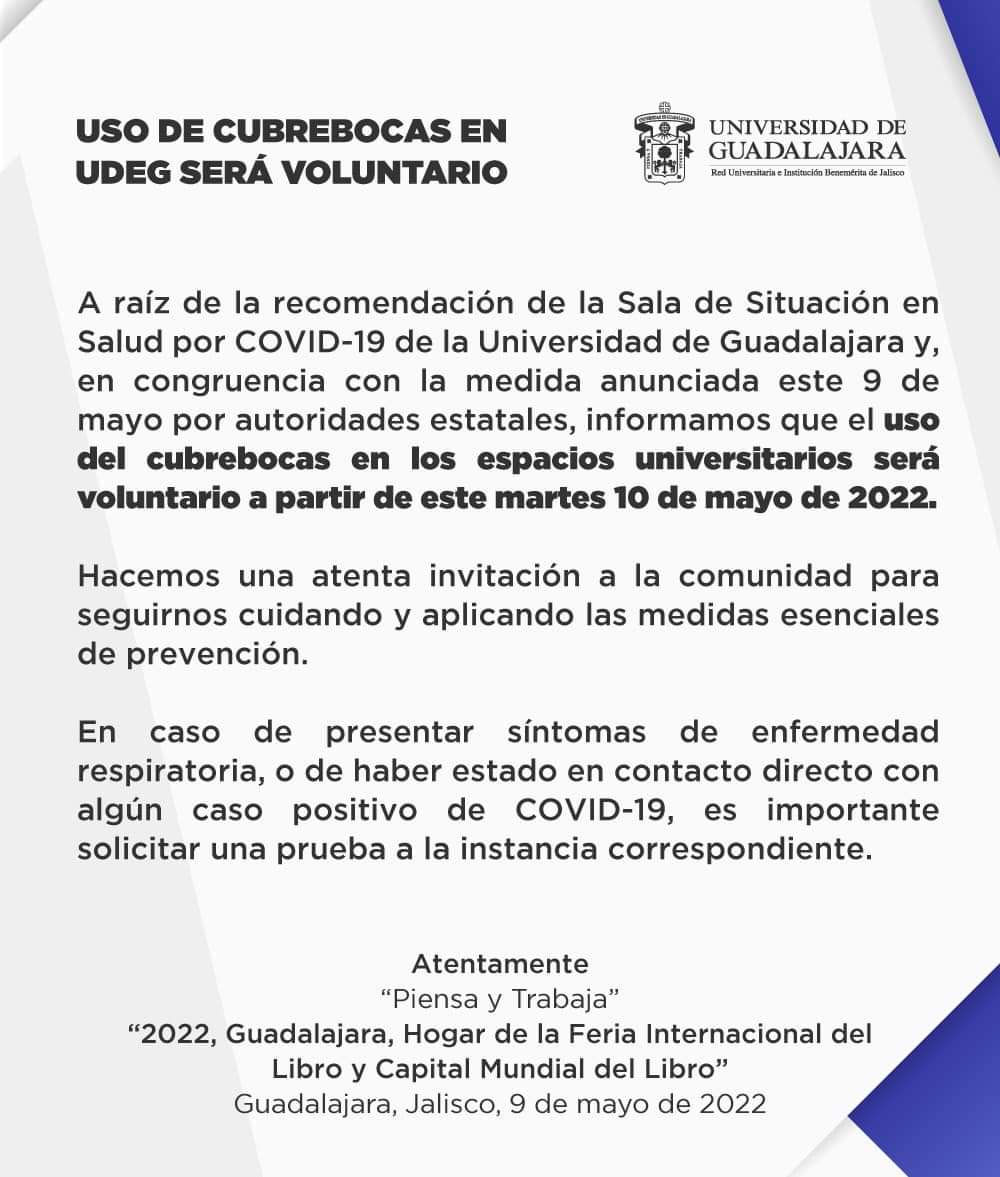 USO DE CUBREBOCAS EN
UDEG SERÁ VOLUNTARIO
UNIVERSIDAD DE
GUADALAJARA
Red Universitaria e Institución Benemérita de Jalisco
A raíz de la recomendación de la Sala de Situación en
Salud por COVID-19 de la Universidad de Guadalajara y,
en congruencia con la medida anunciada este 9 de
mayo por autoridades estatales, informamos que el uso
del cubrebocas en los espacios universitarios será
voluntario a partir de este martes 10 de mayo de 2022.
Hacemos una atenta invitación a la comunidad para
seguirnos cuidando y aplicando las medidas esenciales
de prevención.
En caso de presentar síntomas de enfermedad
respiratoria, o de haber estado en contacto directo con
algún caso positivo de COVID-19, es importante
solicitar una prueba a la instancia correspondiente.
Atentamente
“Piensa y Trabaja”
“2022, Guadalajara, Hogar de la Feria Internacional del
Libro y Capital Mundial del Libro”
Guadalajara, Jalisco, 9 de mayo de 2022